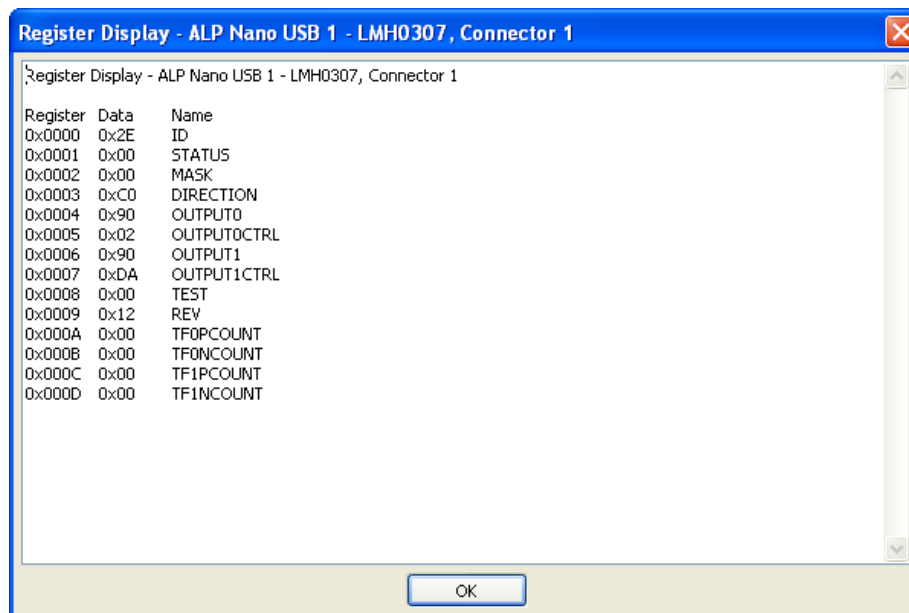 Register Display - ALP Nano USB 1 - LMH0307, Connector 1
Register Display - ALP Nano USB 1 - LMH0307, Connector 1
Register Data Name
0x0000 0x2E ID
0x0001 0x00 STATUS
0x0002 0x00 MASK
0x0003 0xC0 DIRECTION
0x0004 0x90 OUTPUT0
0x0005 0x02 OUTPUT0CTRL
0x0006 0x90 OUTPUT1
0x0007 0xDA OUTPUT1CTRL
0x0008 0x00 TEST
0x0009 0x12 REV
0x000A 0x00 TF0PCOUNT
0x000B 0x00 TF0NCOUNT
0x000C 0x00 TF1PCOUNT
0x000D 0x00 TF1NCOUNT
OK